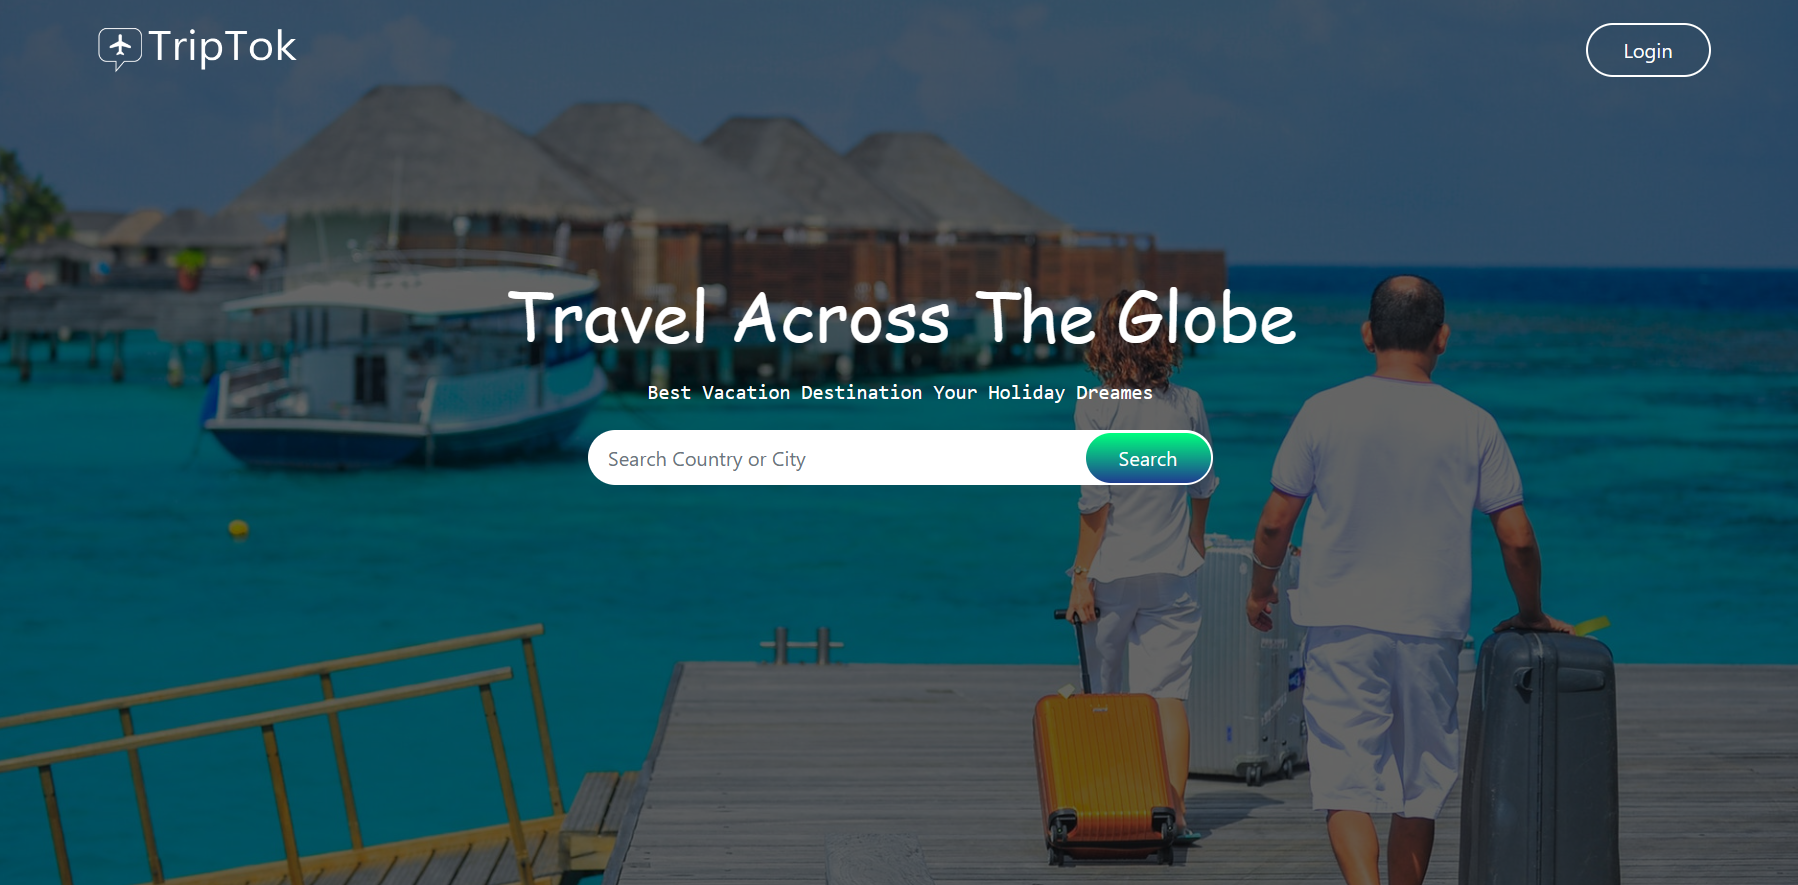 TripTok
Login
Travel Across The Globe
Best Vacation Destination Your Holiday Dreames
Search Country or City
Search